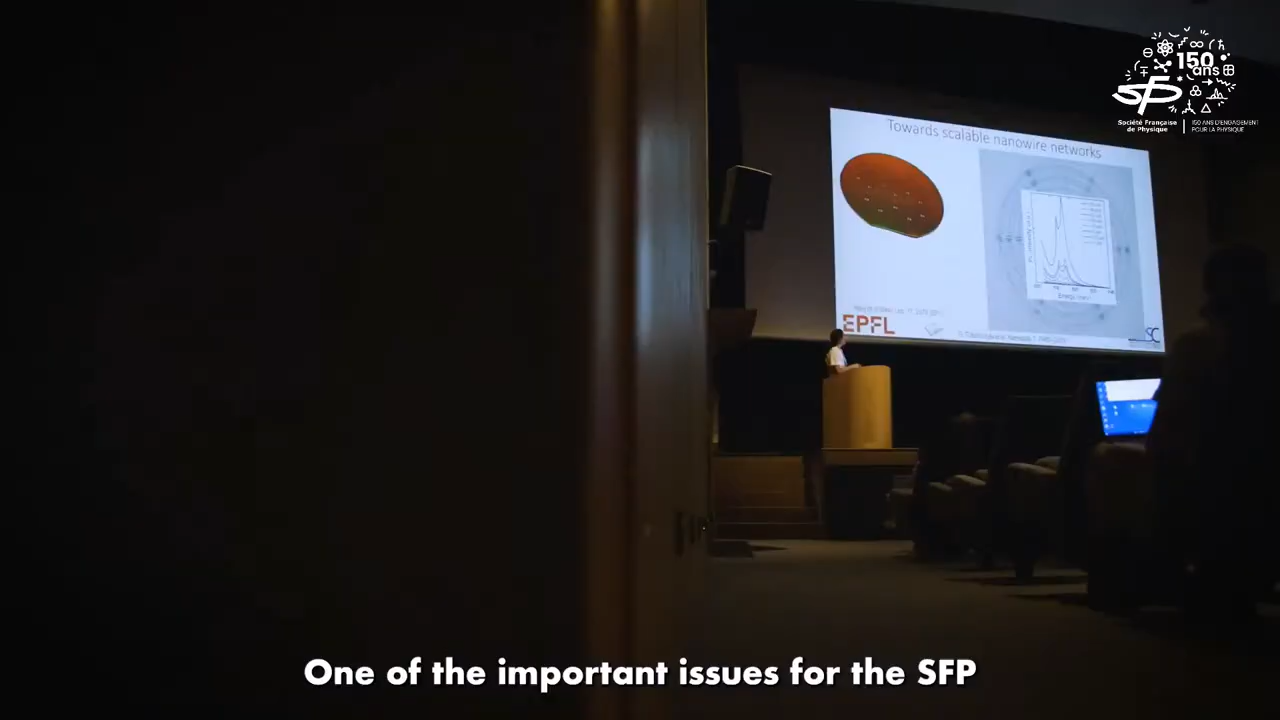 150
ans
sfp
Société Française
de Physique
150 ANS D'ENGAGEMENT
POUR LA PHYSIQUE
Towards scalable nanowire networks
EPFL
One of the important issues for the SFP